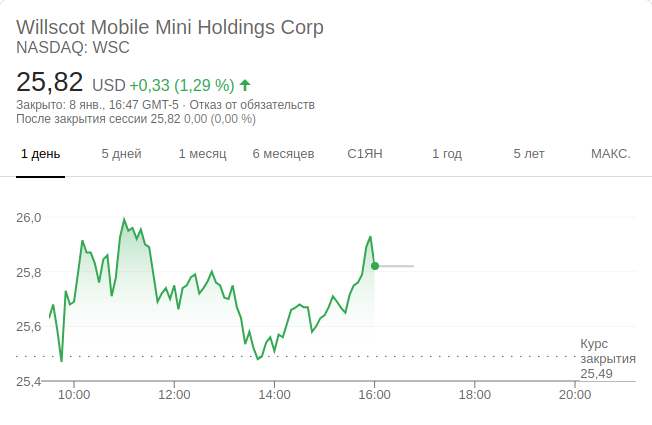 Willscot Mobile Mini Holdings Corp
NASDAQ: WSC
25,82 USD +0,33 (1,29 %)
Закрыто: 8 янв., 16:47 GMT-5 · Отказ от обязательств
После закрытия сессии 25,82 0,00 (0,00 %)
1 день 5 дней 1 месяц 6 месяцев С1ЯН 1 год 5 лет МАКС.
26,0
25,8
25,6
Курс
закрытия
25,49
25,4
10:00 12:00 14:00 16:00 18:00 20:00